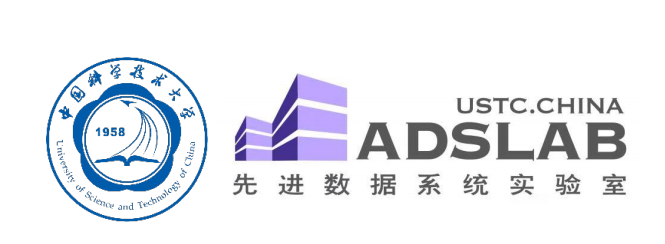 中国科学技术大学
1958
University of Science and Technology of China
USTC.CHINA
ADSLAB
先进数据系统实验室